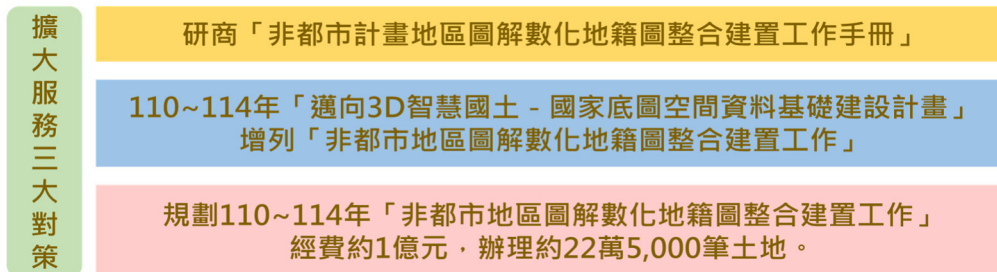 擴大服務三大對策
研商「非都市計畫地區圖解數化地籍圖整合建置工作手冊」
110~114年「邁向3D智慧國土－國家底圖空間資料基礎建設計畫」
增列「非都市地區圖解數化地籍圖整合建置工作」
規劃110~114年「非都市地區圖解數化地籍圖整合建置工作」
經費約1億元，辦理約22萬5,000筆土地。